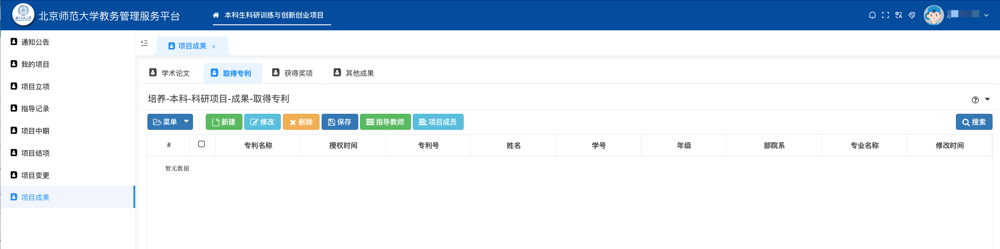 北京师范大学教务管理服务平台
本科生科研训练与创新创业项目
通知公告
我的项目
项目立项
指导记录
项目中期
项目结项
项目变更
项目成果
项目成果 ×
学术论文 取得专利 获得奖项 其他成果
培养-本科-科研项目-成果-取得专利
菜单 新建 修改 删除 保存 指导教师 项目成员 搜索
# 专利名称 授权时间 专利号 姓名 学号 年级 部院系 专业名称 修改时间
暂无数据